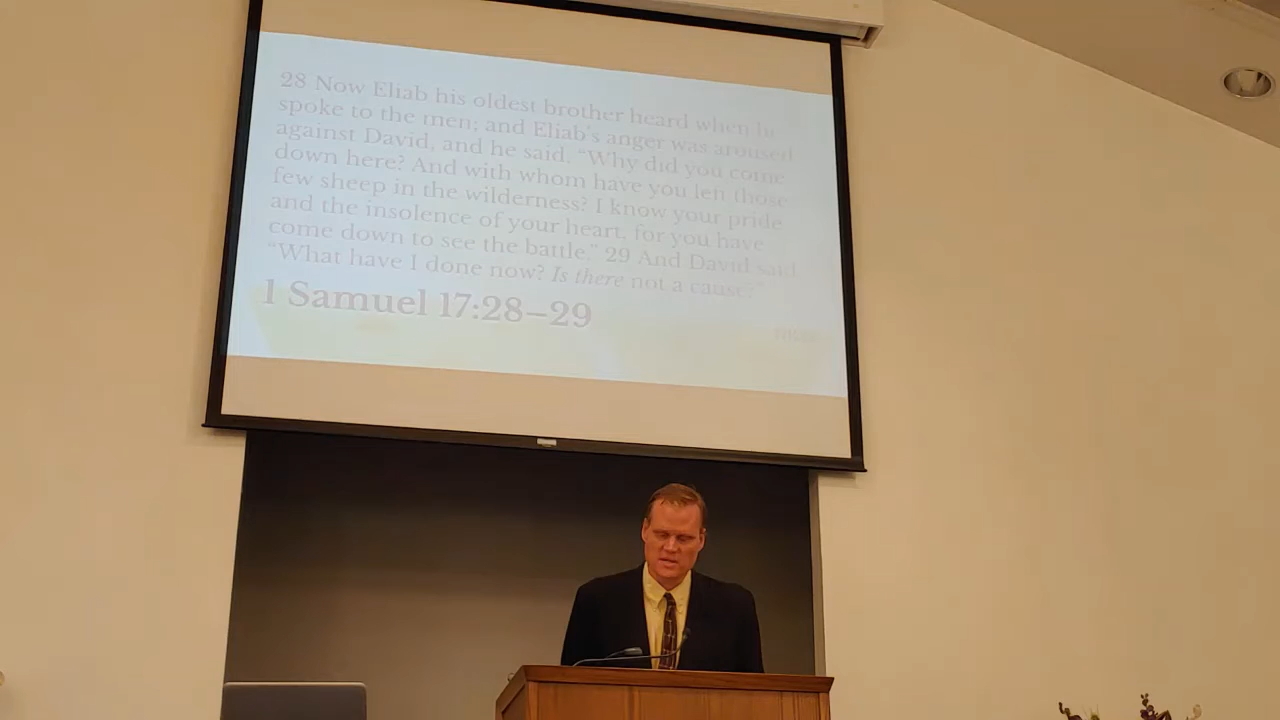 28 Now Eliab his oldest brother heard when he
spoke to the men; and Eliab's anger was aroused
against David, and he said, "Why did you come
down here? And with whom have you left those
few sheep in the wilderness? I know your pride
and the insolence of your heart, for you have
come down to see the battle." 29 And David said,
"What have I done now? Is there not a cause?"
1 Samuel 17:28–29